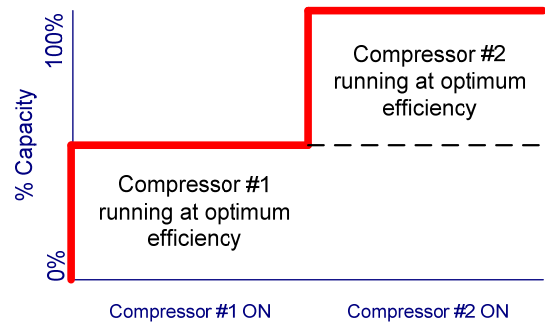 100%
% Capacity
0%
Compressor #2
running at optimum
efficiency
Compressor #1
running at optimum
efficiency
Compressor #1 ON
Compressor #2 ON